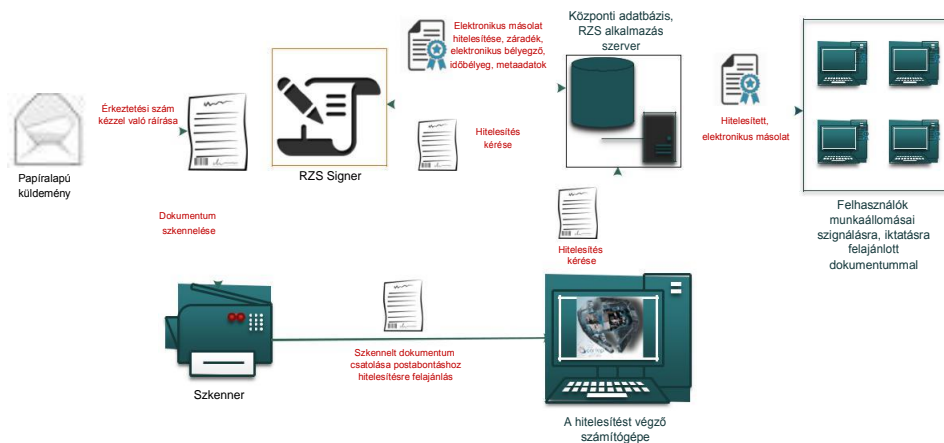 Elektronikus másolat
hitelesítése, záradék,
elektronikus bélyegző,
időbélyeg, metaadatok
Központi adatbázis,
RZS alkalmazás
szerver
Érkeztetési szám
kézzel való ráírása
Hitelesítés
kérése
Hitelesített,
elektronikus másolat
Papíralapú
küldemény
RZS Signer
Felhasználók
munkaállomásai
szignálásra, iktatásra
felajánlott
dokumentummal
Dokumentum
szkennelése
Hitelesítés
kérése
Szkennelt dokumentum
csatolása postabontáshoz
hitelesítésre felajánlás
Szkenner
A hitelesítést végző
számítógépe